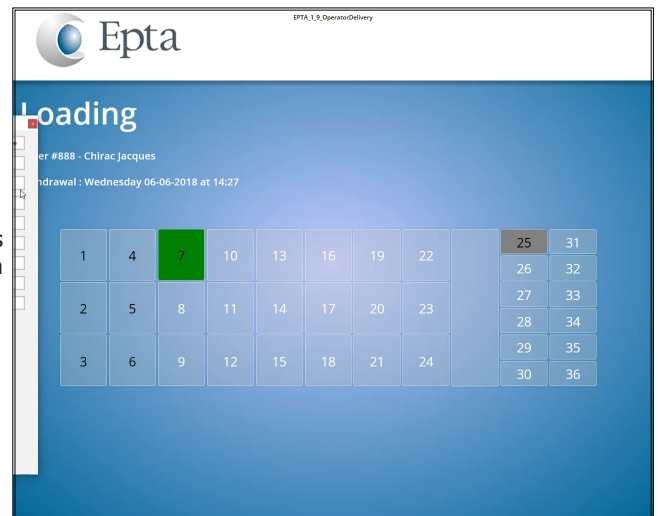 EPTA_1_9_OperatorDelivery
Epta
Loading
er #888 - Chirac Jacques
ndrawal : Wednesday 06-06-2018 at 14:27
1 4 7 10 13 16 19 22 25 31
26 32
2 5 8 11 14 17 20 23 27 33
28 34
3 6 9 12 15 18 21 24 29 35
30 36